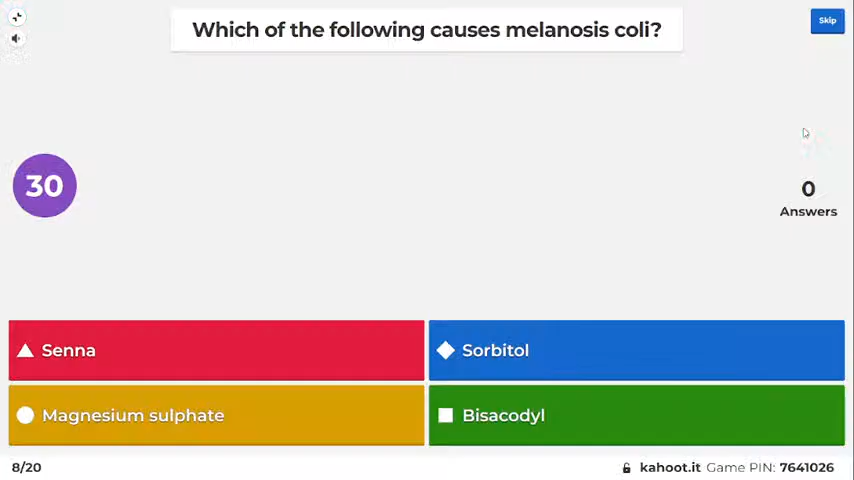 Which of the following causes melanosis coli?
Skip
30
0
Answers
Senna
Sorbitol
Magnesium sulphate
Bisacodyl
8/20
kahoot.it Game PIN: 7641026